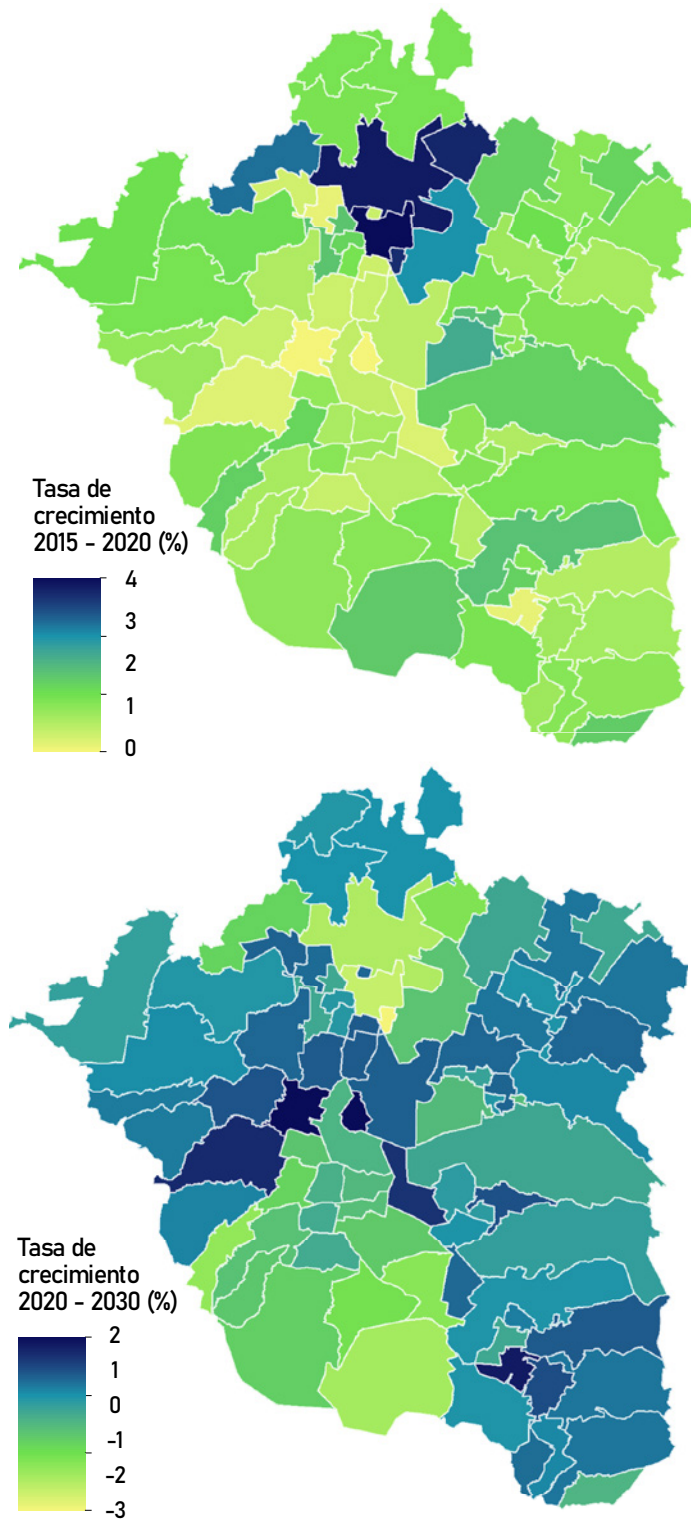 Tasa de
crecimiento
2015 - 2020 (%)
4
3
2
1
0
Tasa de
crecimiento
2020 - 2030 (%)
2
1
0
-1
-2
-3